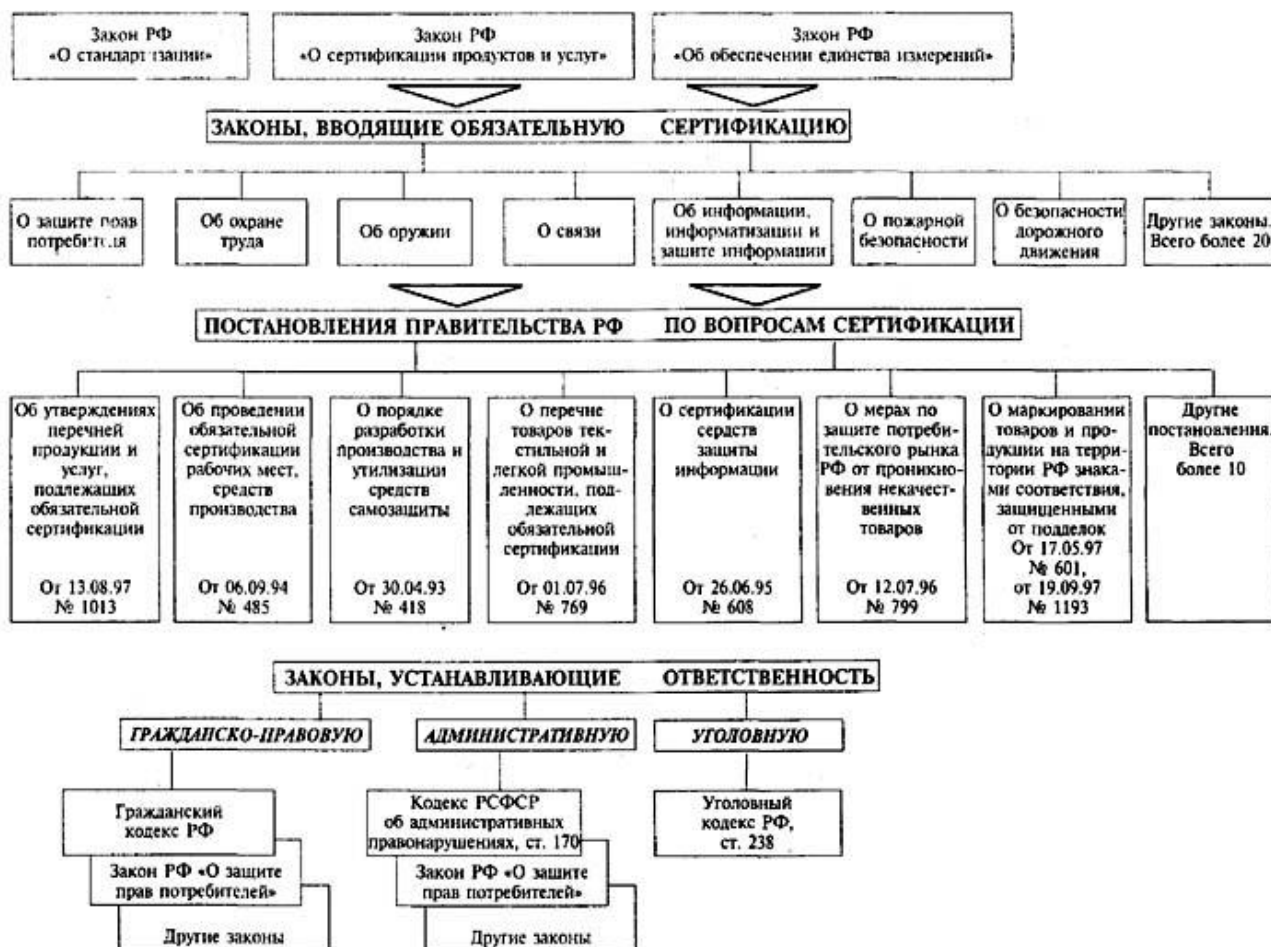 Закон РФ
«О стандартизации»
Закон РФ
«О сертификации продуктов и услуг»
Закон РФ
«Об обеспечении единства измерений»
ЗАКОНЫ, ВВОДЯЩИЕ ОБЯЗАТЕЛЬНУЮ СЕРТИФИКАЦИЮ
О защите прав
потребителя
Об охране
труда
Об оружии
О связи
Об информации,
информатизации и
защите информации
О пожарной
безопасности
О безопасности
дорожного
движения
Другие законы.
Всего более 20
ПОСТАНОВЛЕНИЯ ПРАВИТЕЛЬСТВА РФ ПО ВОПРОСАМ СЕРТИФИКАЦИИ
Об утверждениях
перечней
продукции и
услуг,
подлежащих
обязательной
сертификации
От 13.08.97
№ 1013
Об проведении
обязательной
сертификации
рабочих мест,
средств
производства
От 06.09.94
№ 485
О порядке
разработки
производства и
утилизации
средств
самозащиты
От 30.04.93
№ 418
О перечне
товаров тек-
стильной и
легкой промыш-
ленности, под-
лежащих
обязательной
сертификации
От 01.07.96
№ 769
О сертификации
сердств
защиты
информации
От 26.06.95
№ 608
О мерах по
защите потреби-
тельского рынка
РФ от проникно-
вения некачест-
венных
товаров
От 12.07.96
№ 799
О маркировании
товаров и про-
дукции на терри-
тории РФ знака-
ми соответствия,
защищенными
от подделок
От 17.05.97
№ 601,
от 19.09.97
№ 1193
Другие
постановления.
Всего
более 10
ЗАКОНЫ, УСТАНАВЛИВАЮЩИЕ ОТВЕТСТВЕННОСТЬ
ГРАЖДАНСКО-ПРАВОВУЮ
АДМИНИСТРАТИВНУЮ
УГОЛОВНУЮ
Гражданский
кодекс РФ
Закон РФ «О защите
прав потребителей»
Другие законы
Кодекс РСФСР
об административных
правонарушениях, ст. 170
Закон РФ «О защите
прав потребителей»
Другие законы
Уголовный
кодекс РФ,
ст. 238